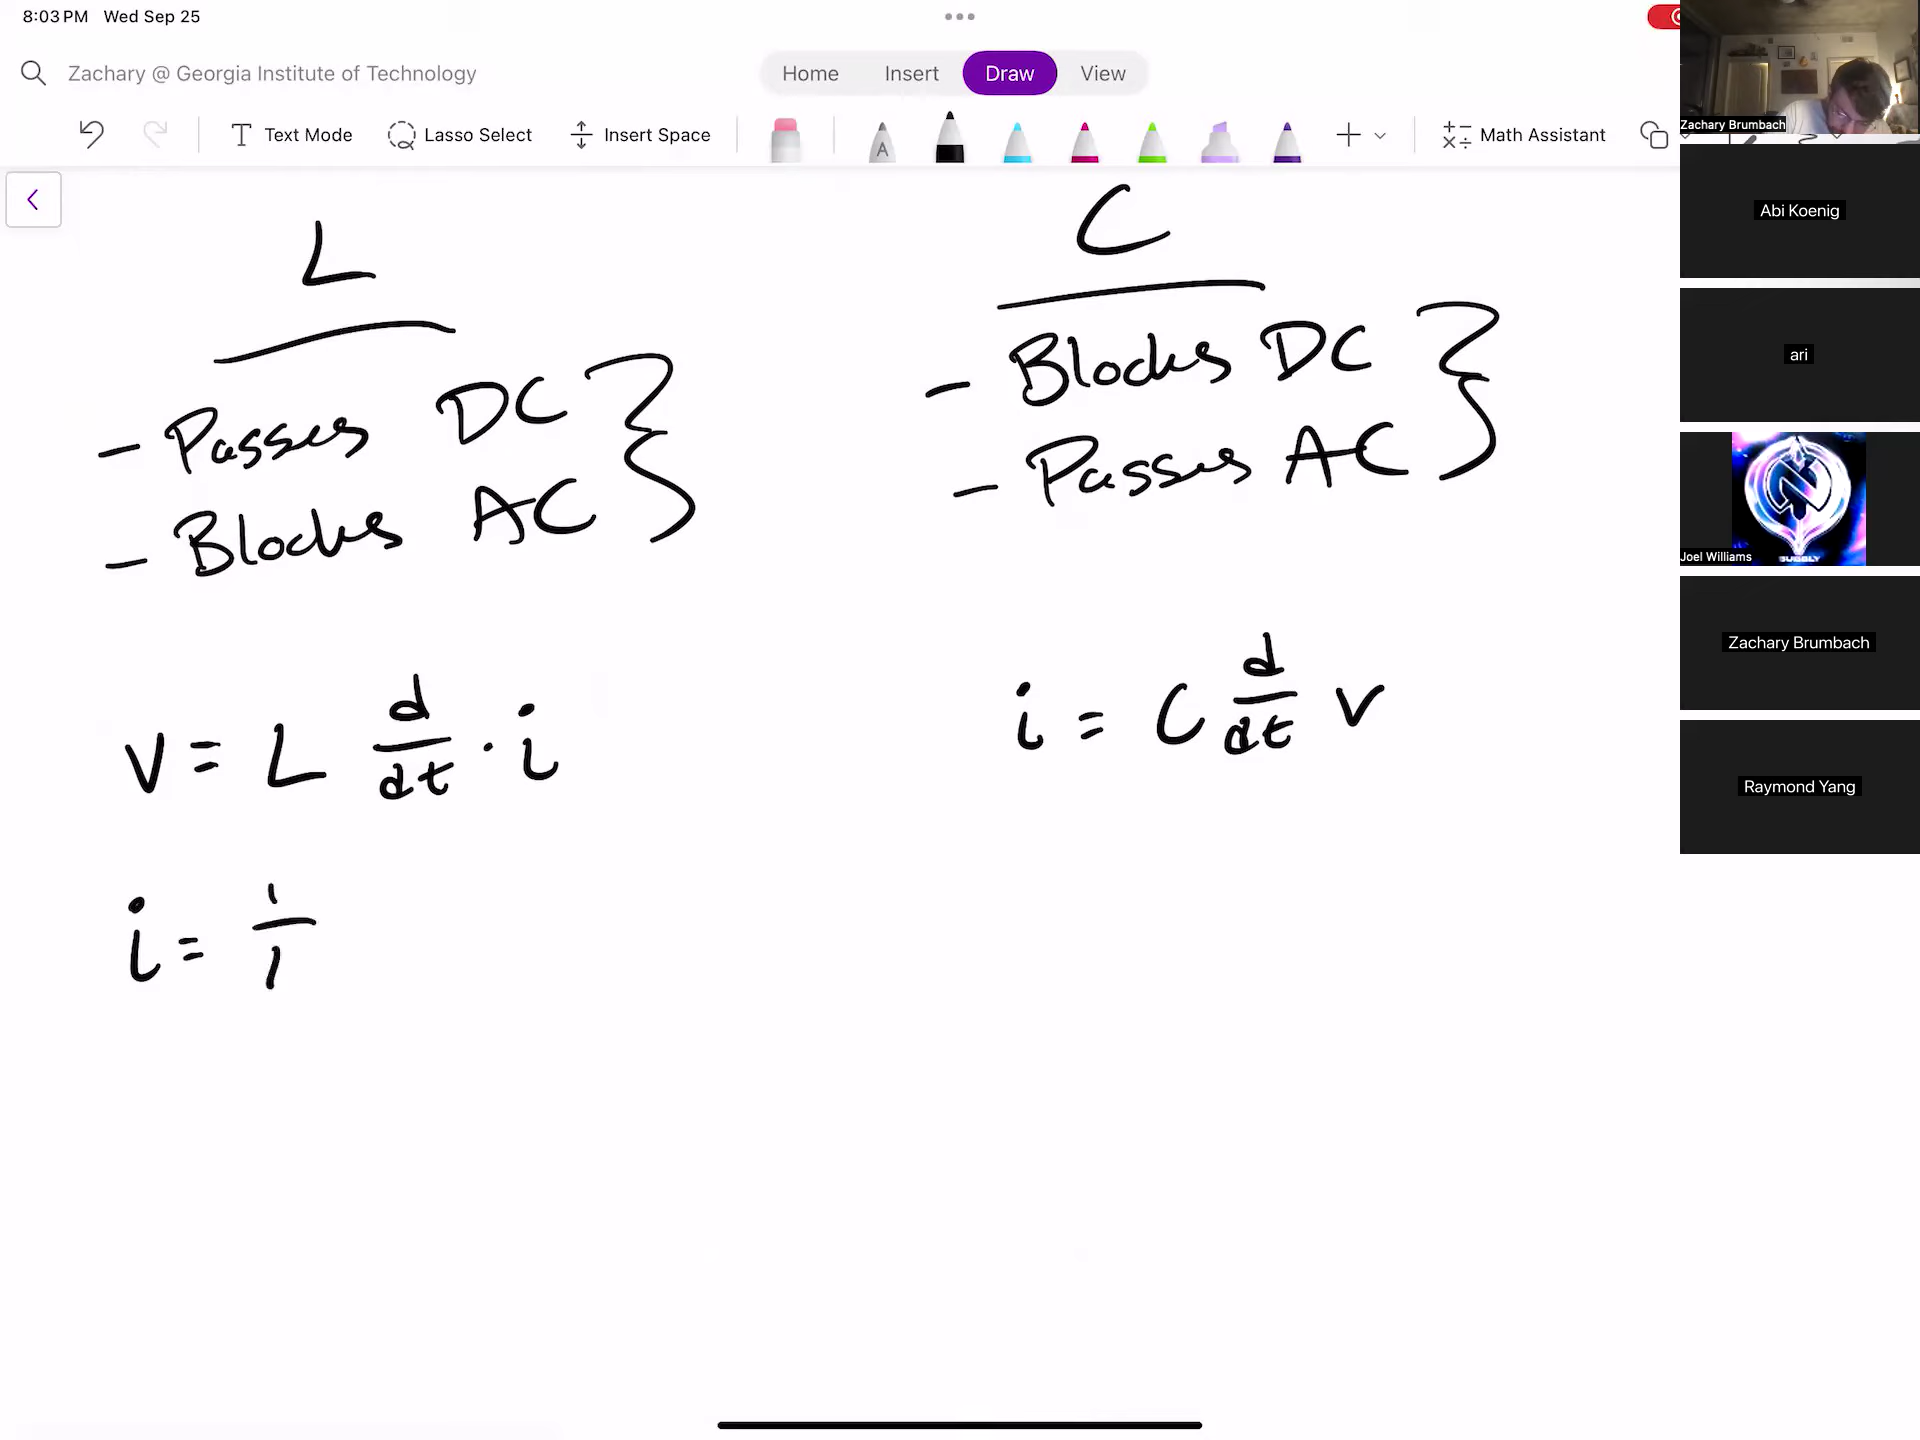 8:03 PM Wed Sep 25
Zachary @ Georgia Institute of Technology
Home Insert Draw View
Text Mode Lasso Select Insert Space A Math Assistant
L
- Passes DC
- Blocks AC
v = L d/dt · i
i = 1/
C
- Blocks DC
- Passes AC
i = C d/dt v
Zachary Brumbach
Abi Koenig
ari
Joel Williams
Zachary Brumbach
Raymond Yang